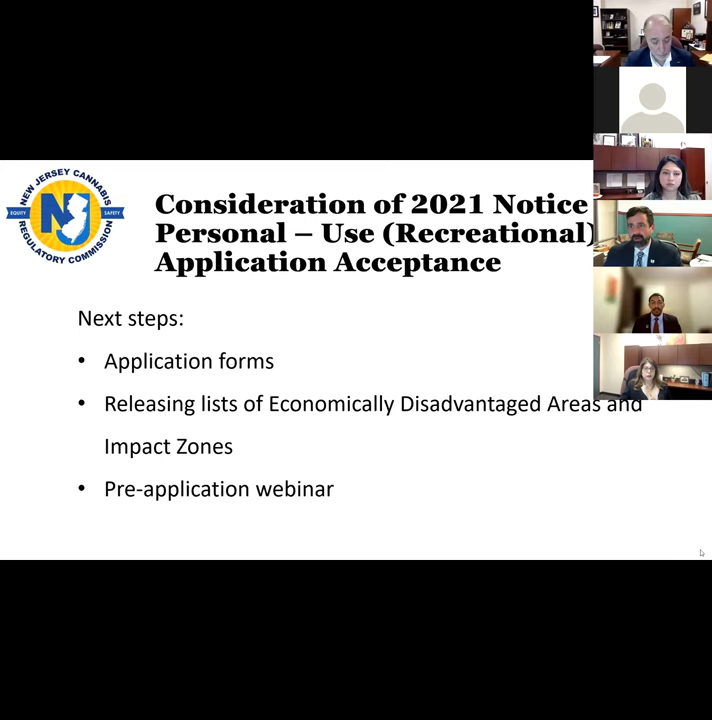 NEW JERSEY CANNABIS
EQUITY
SAFETY
NJ
REGULATORY COMMISSION
Consideration of 2021 Notice
Personal – Use (Recreational)
Application Acceptance
Next steps:
• Application forms
• Releasing lists of Economically Disadvantaged Areas and
Impact Zones
• Pre-application webinar